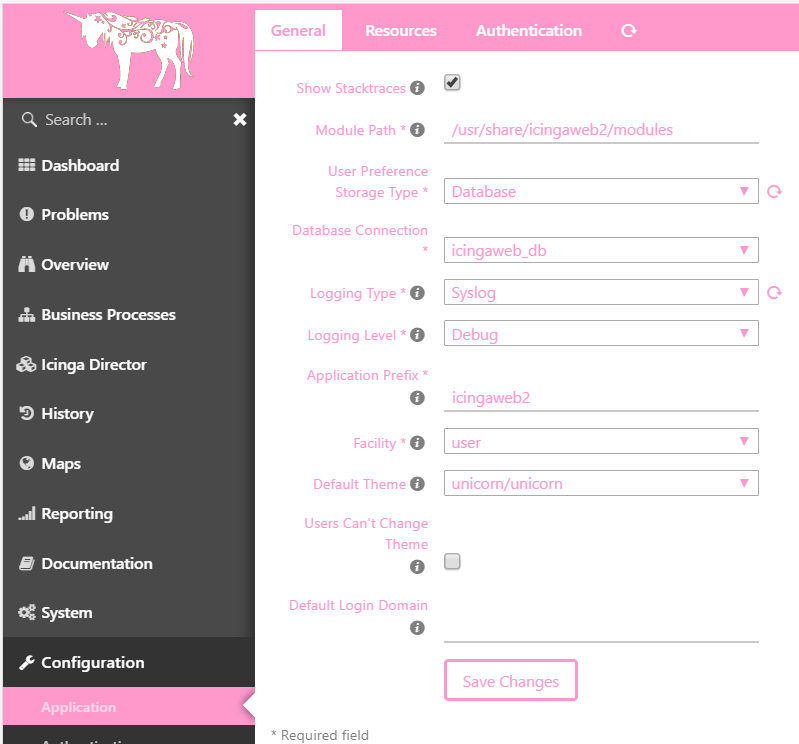 General
Resources
Authentication
Search ...
Dashboard
Problems
Overview
Business Processes
Icinga Director
History
Maps
Reporting
Documentation
System
Configuration
Application
Show Stacktraces
Module Path *
/usr/share/icingaweb2/modules
User Preference
Storage Type *
Database
Database Connection
*
icingaweb_db
Logging Type *
Syslog
Logging Level *
Debug
Application Prefix *
icingaweb2
Facility *
user
Default Theme
unicorn/unicorn
Users Can't Change
Theme
Default Login Domain
Save Changes
* Required field